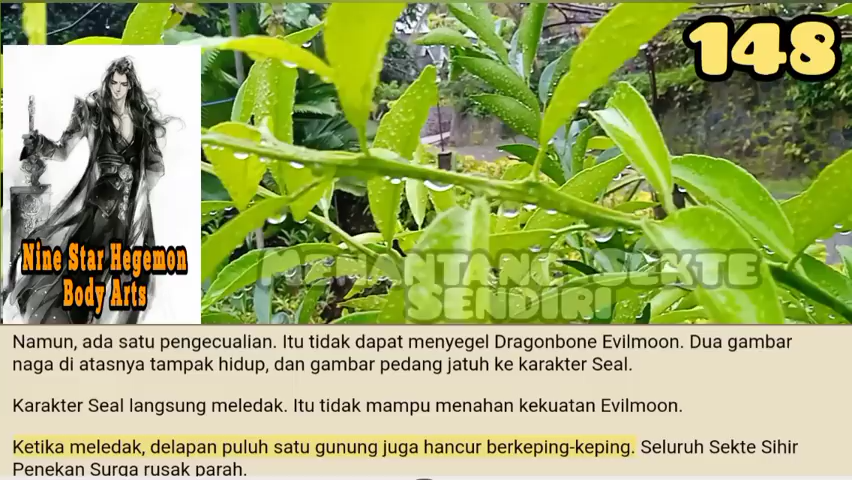 148
Nine Star Hegemon
Body Arts
MENANTANG SEKTE
SENDIRI
Namun, ada satu pengecualian. Itu tidak dapat menyegel Dragonbone Evilmoon. Dua gambar
naga di atasnya tampak hidup, dan gambar pedang jatuh ke karakter Seal.
Karakter Seal langsung meledak. Itu tidak mampu menahan kekuatan Evilmoon.
Ketika meledak, delapan puluh satu gunung juga hancur berkeping-keping. Seluruh Sekte Sihir
Penekan Surga rusak parah.